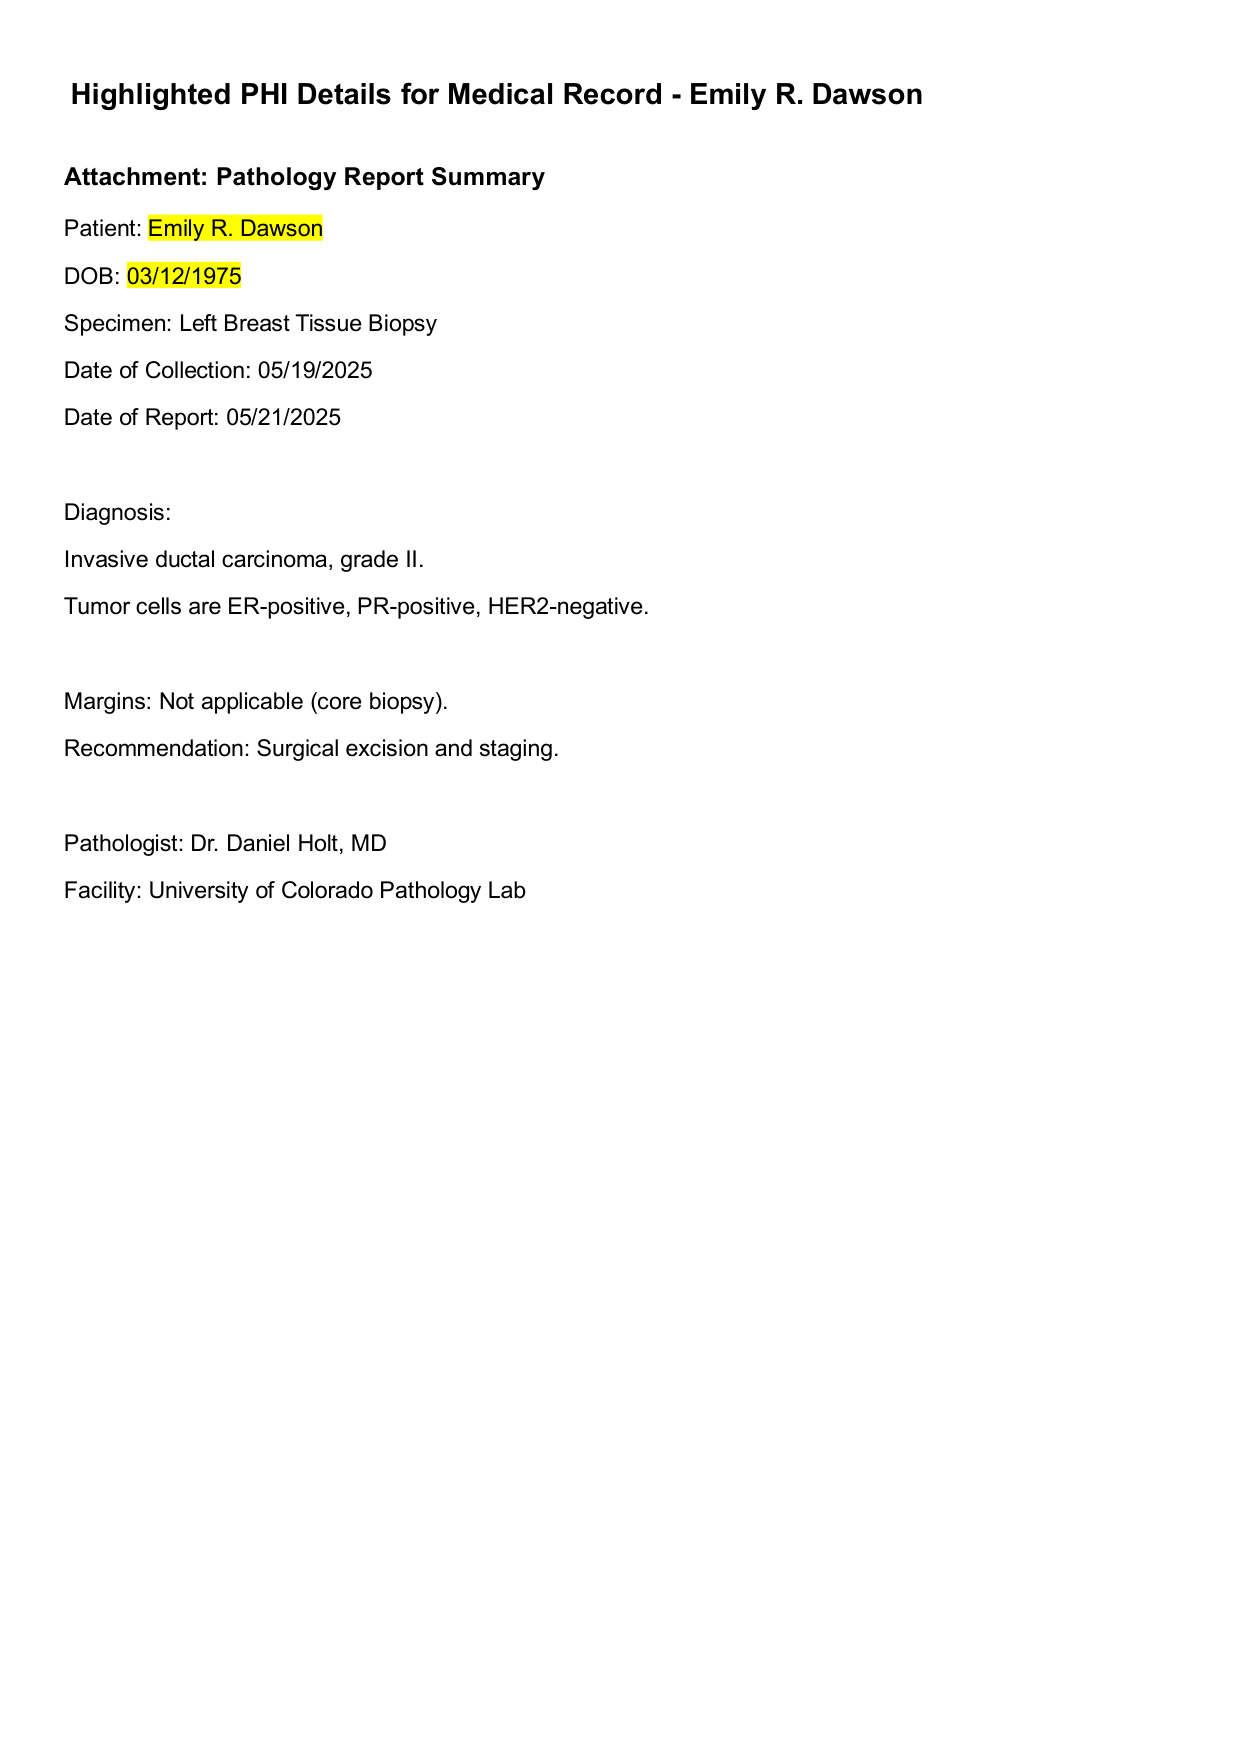 Highlighted PHI Details for Medical Record - Emily R. Dawson
Attachment: Pathology Report Summary
Patient: Emily R. Dawson
DOB: 03/12/1975
Specimen: Left Breast Tissue Biopsy
Date of Collection: 05/19/2025
Date of Report: 05/21/2025
Diagnosis:
Invasive ductal carcinoma, grade II.
Tumor cells are ER-positive, PR-positive, HER2-negative.
Margins: Not applicable (core biopsy).
Recommendation: Surgical excision and staging.
Pathologist: Dr. Daniel Holt, MD
Facility: University of Colorado Pathology Lab